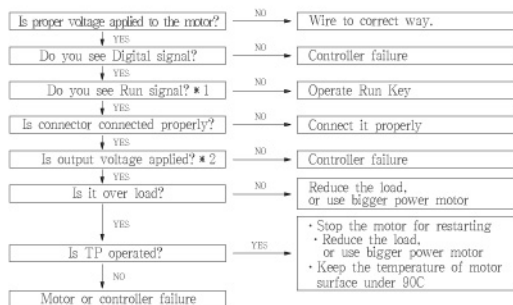 Is proper voltage applied to the motor?
NO
Wire to correct way.
YES
Do you see Digital signal?
NO
Controller failure
YES
Do you see Run signal? *1
NO
Operate Run Key
YES
Is connector connected properly?
NO
Connect it properly
YES
Is output voltage applied? *2
NO
Controller failure
YES
Is it over load?
NO
Reduce the load,
or use bigger power motor
YES
Is TP operated?
YES
· Stop the motor for restarting
· Reduce the load,
or use bigger power motor
· Keep the temperature of motor
surface under 90C
NO
Motor or controller failure